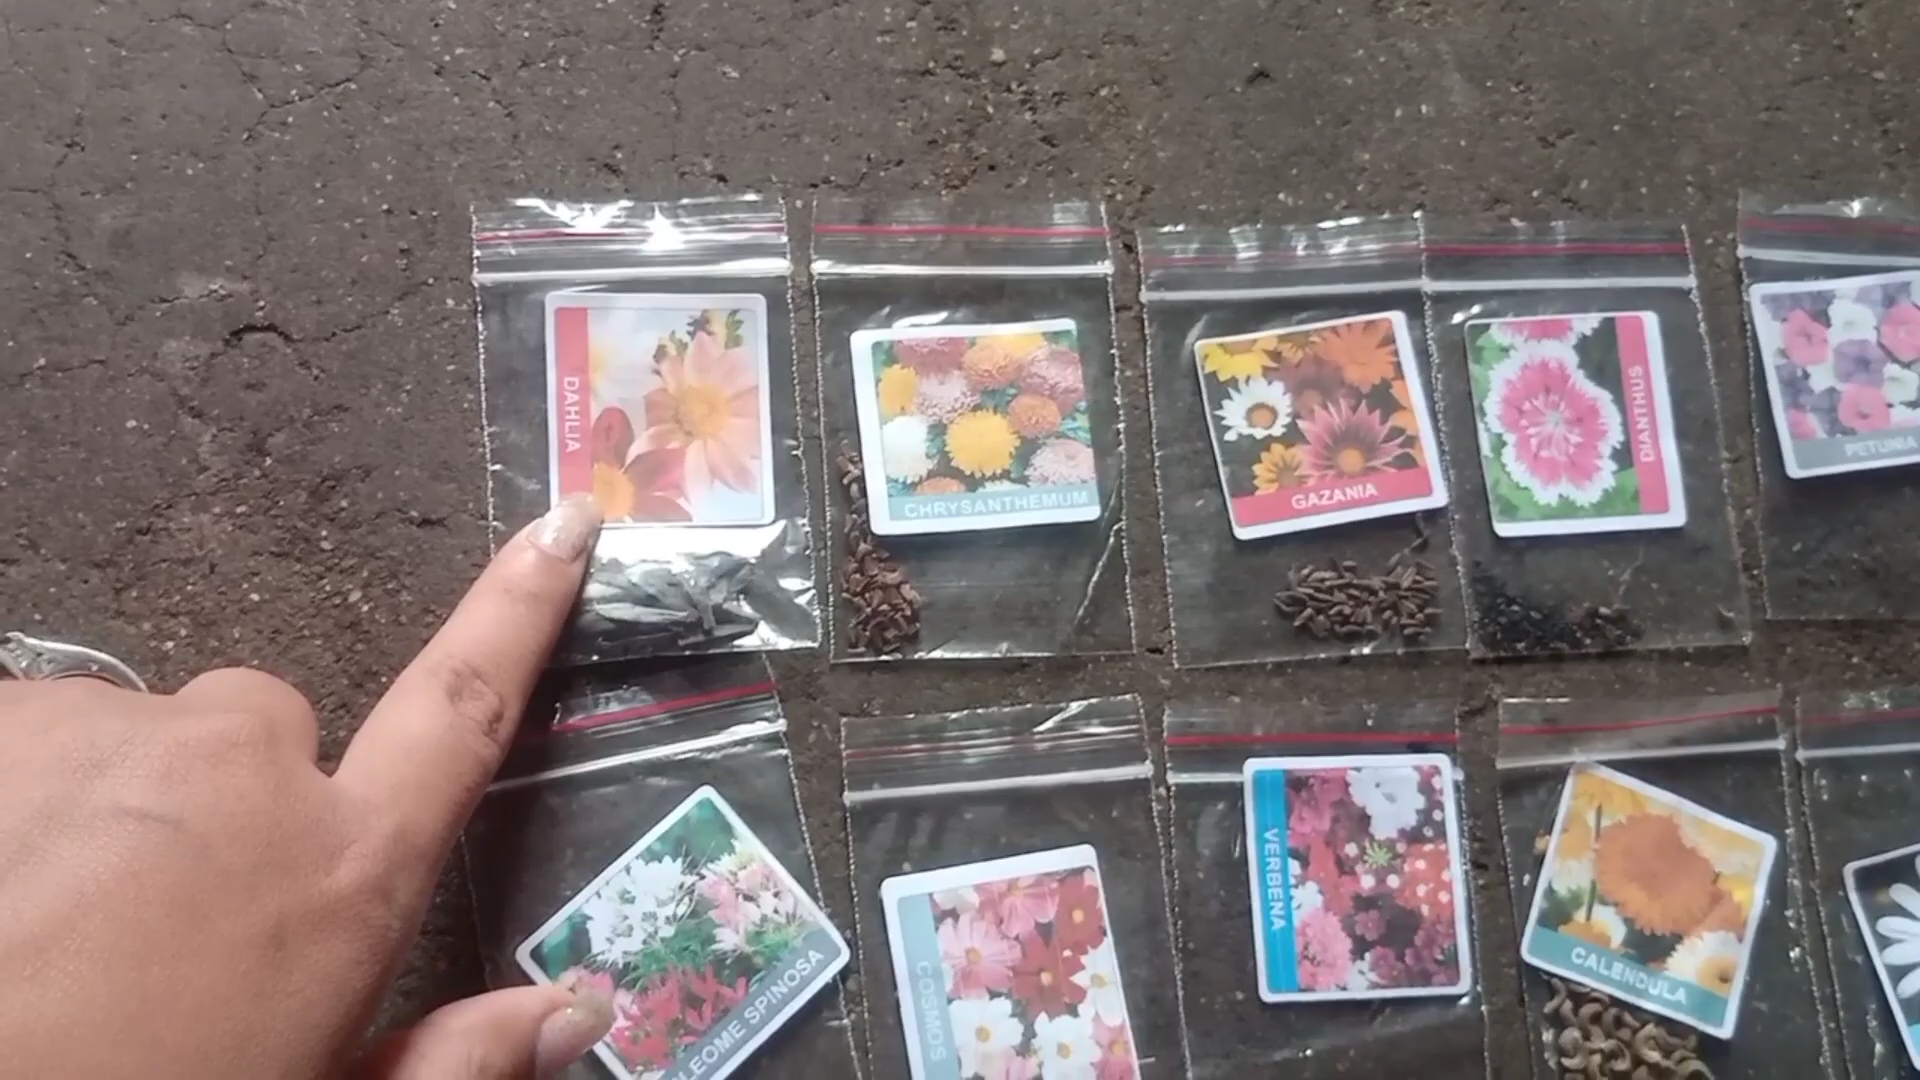 DAHLIA
CHRYSANTHEMUM
GAZANIA
DIANTHUS
PETUNIA
LEOME SPINOSA
COSMOS
VERBENA
CALENDULA